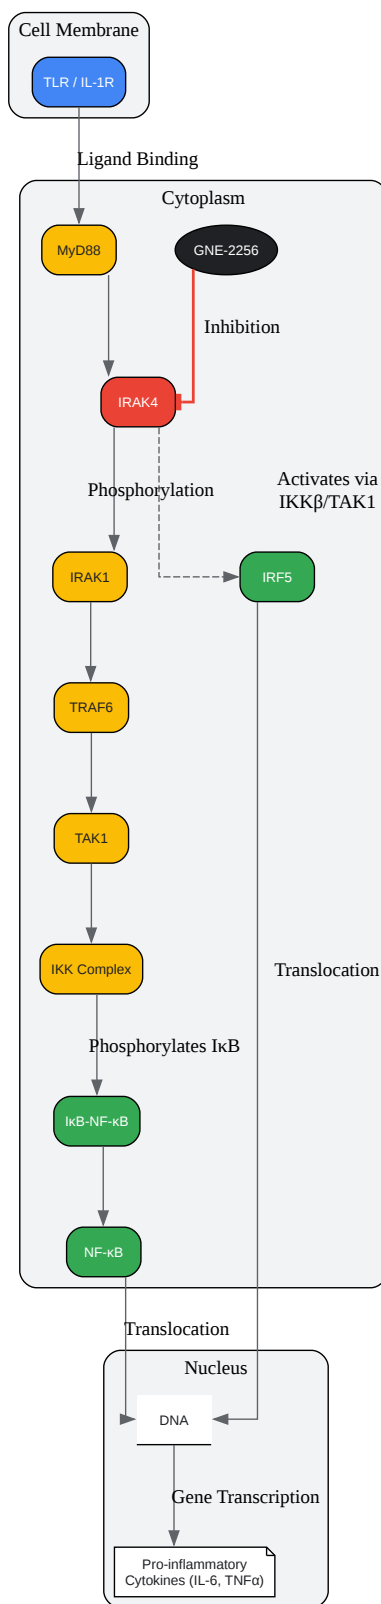 Cell Membrane
TLR / IL-1R
Ligand Binding
Cytoplasm
MyD88
GNE-2256
Inhibition
IRAK4
Phosphorylation
Activates via
IKKβ/TAK1
IRAK1
IRF5
TRAF6
TAK1
IKK Complex
Translocation
Phosphorylates IκB
IκB-NF-κB
NF-κB
Translocation
Nucleus
DNA
Gene Transcription
Pro-inflammatory
Cytokines (IL-6, TNFα)